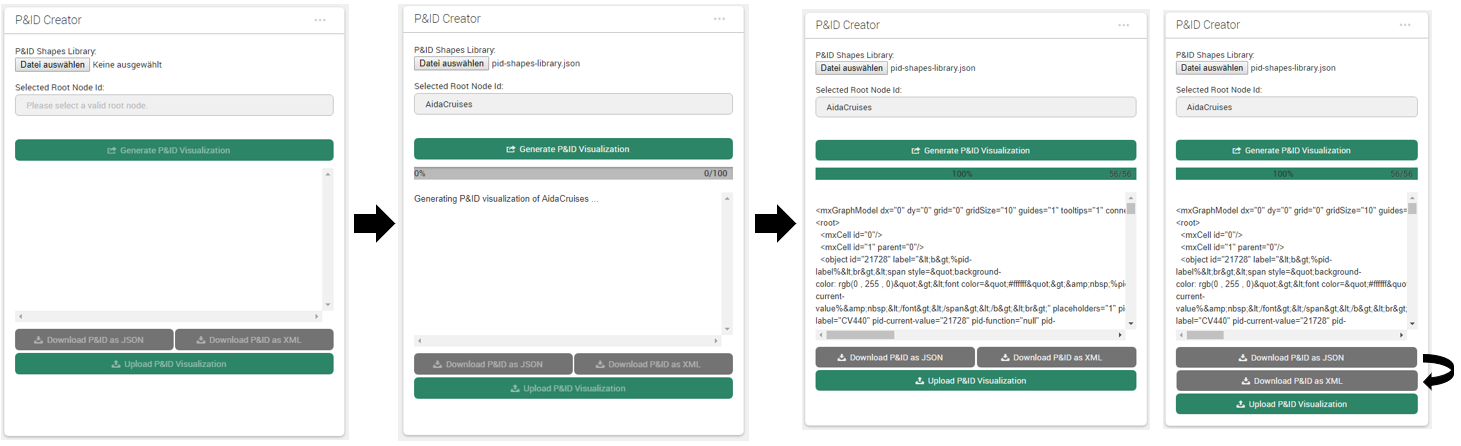 P&ID Creator
P&ID Shapes Library:
Datei auswählen Keine ausgewählt
Selected Root Node Id:
Please select a valid root node.
Generate P&ID Visualization
Download P&ID as JSON Download P&ID as XML
Upload P&ID Visualization
P&ID Creator
P&ID Shapes Library:
Datei auswählen pid-shapes-library.json
Selected Root Node Id:
AidaCruises
Generate P&ID Visualization
0% 0/100
Generating P&ID visualization of AidaCruises ...
Download P&ID as JSON Download P&ID as XML
Upload P&ID Visualization
P&ID Creator
P&ID Shapes Library:
Datei auswählen pid-shapes-library.json
Selected Root Node Id:
AidaCruises
Generate P&ID Visualization
100% 56/56
<mxGraphModel dx="0" dy="0" grid="0" gridSize="10" guides="1" tooltips="1" conne
<root>
<mxCell id="0"/>
<mxCell id="1" parent="0"/>
<object id="21728" label="&lt;b&gt;%pid-
label%&lt;br&gt;&lt;span style=&quot;background-
color: rgb(0 , 255 , 0)&quot;&gt;&lt;font color=&quot;#ffffff&quot;&gt;&amp;nbsp;%pi
current-
value%&amp;nbsp;&lt;/font&gt;&lt;/span&gt;&lt;/b&gt;&lt;br&gt;" placeholders="1" pi
label="CV440" pid-current-value="21728" pid-function="null" pid-
Download P&ID as JSON Download P&ID as XML
Upload P&ID Visualization
P&ID Creator
P&ID Shapes Library:
Datei auswählen pid-shapes-library.json
Selected Root Node Id:
AidaCruises
Generate P&ID Visualization
100% 56/56
<mxGraphModel dx="0" dy="0" grid="0" gridSize="10" guides=
<root>
<mxCell id="0"/>
<mxCell id="1" parent="0"/>
<object id="21728" label="&lt;b&gt;%pid-
label%&lt;br&gt;&lt;span style=&quot;background-
color: rgb(0 , 255 , 0)&quot;&gt;&lt;font color=&quot;#ffffff&quo
current-
value%&amp;nbsp;&lt;/font&gt;&lt;/span&gt;&lt;/b&gt;&lt;br&g
label="CV440" pid-current-value="21728" pid-
Download P&ID as JSON
Download P&ID as XML
Upload P&ID Visualization